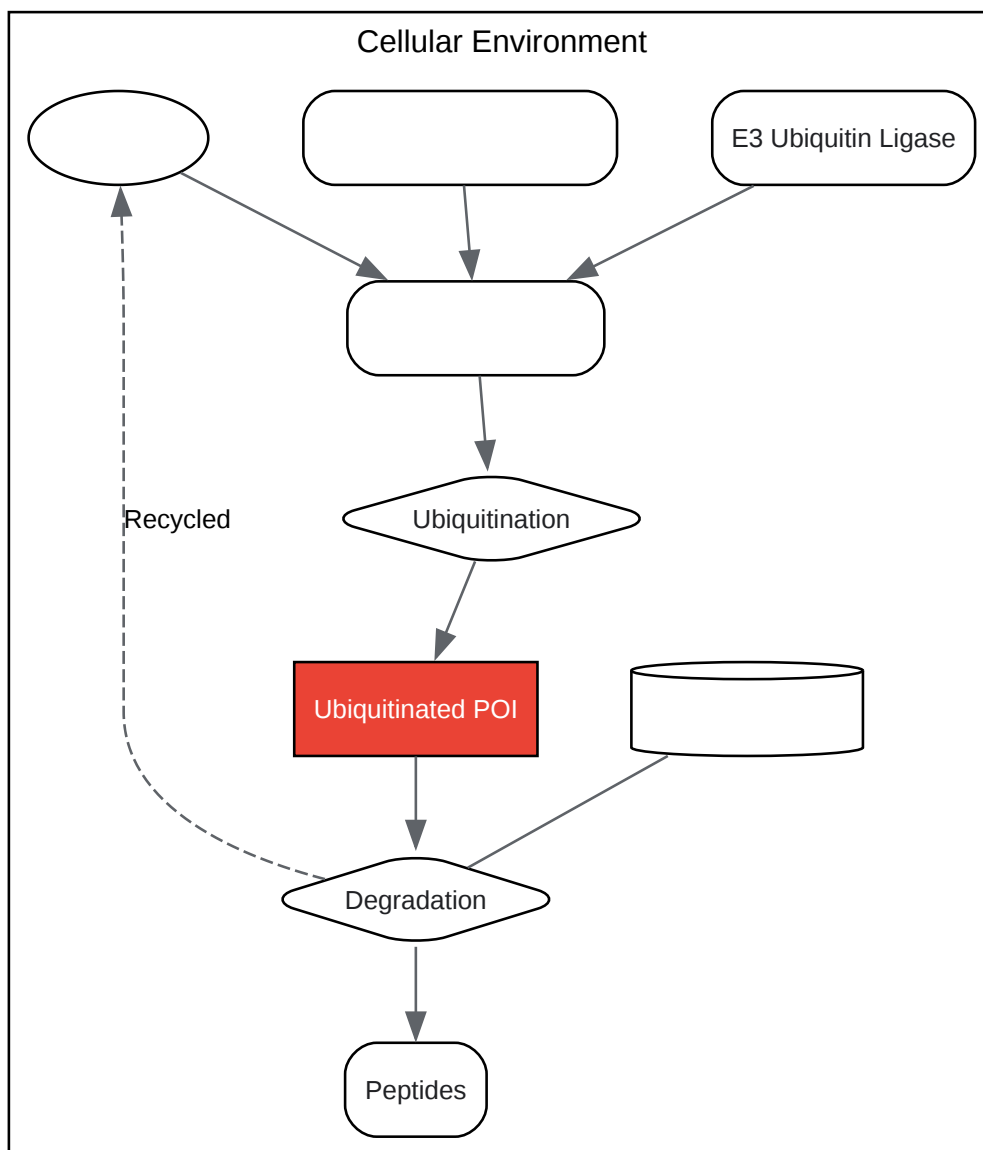 Cellular Environment
E3 Ubiquitin Ligase
Ubiquitination
Recycled
Ubiquitinated POI
Degradation
Peptides